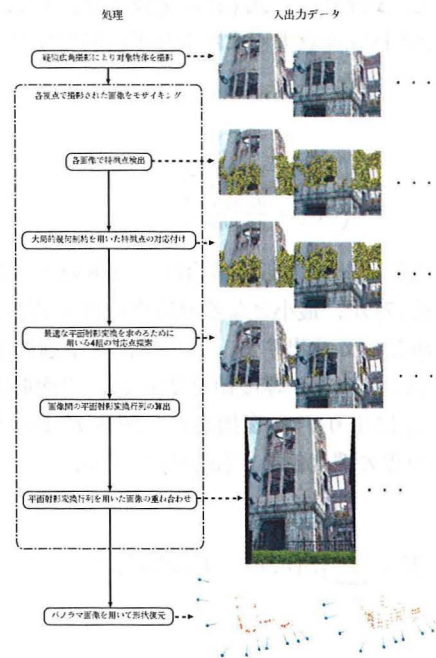 処理
入出力データ
疑似広角撮影により対象物体を撮影
各視点で撮影された画像をモザイキング
各画像で特徴点検出
大局的幾何制約を用いた特徴点の対応付け
最適な平面射影変換を求めるために
用いる4組の対応点探索
画像間の平面射影変換行列の算出
平面射影変換行列を用いた画像の重ね合わせ
パノラマ画像を用いて形状復元